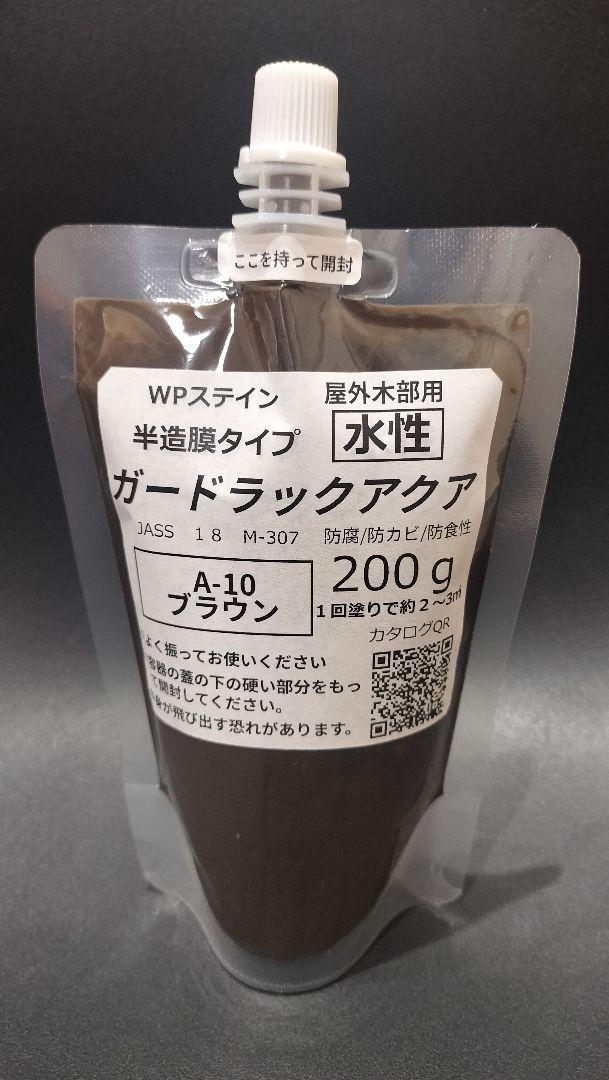 ここを持って開封
WPステイン 屋外木部用
半造膜タイプ 水性
ガードラックアクア
JASS 18 M-307 防腐/防カビ/防食性
A-10
ブラウン
200g
1回塗りで約2～3㎡
カタログQR
よく振ってお使いください
容器の蓋の下の硬い部分をもっ
て開封してください。
が飛び出す恐れがあります。